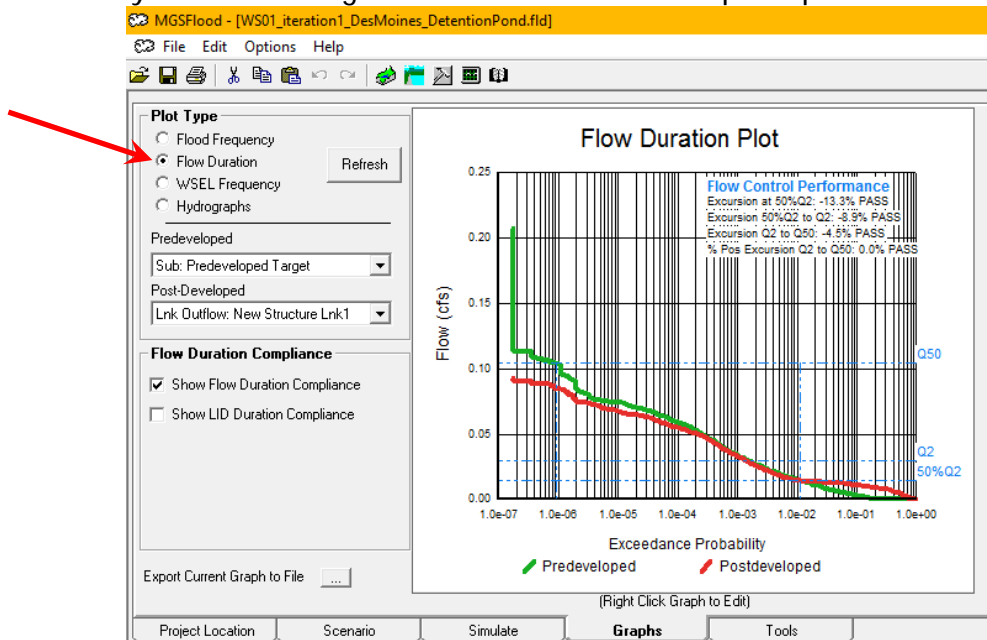 MGSFlood - [WS01_iteration1_DesMoines_DetentionPond.fld]
File Edit Options Help
Plot Type
Flood Frequency
Flow Duration
Refresh
WSEL Frequency
Hydrographs
Predeveloped
Sub: Predeveloped Target
Post-Developed
Lnk Outflow: New Structure Lnk1
Flow Duration Compliance
Show Flow Duration Compliance
Show LID Duration Compliance
Export Current Graph to File ...
Flow Duration Plot
Flow Control Performance
Excursion at 50%Q2: -13.3% PASS
Excursion 50%Q2 to Q2: -8.9% PASS
Excursion Q2 to Q50: -4.5% PASS
% Pos Excursion Q2 to Q50: 0.0% PASS
0.25
0.20
0.15
0.10
0.05
0.00
Flow (cfs)
Q50
Q2
50%Q2
1.0e-07 1.0e-06 1.0e-05 1.0e-04 1.0e-03 1.0e-02 1.0e-01 1.0e+00
Exceedance Probability
Predeveloped Postdeveloped
(Right Click Graph to Edit)
Project Location Scenario Simulate Graphs Tools